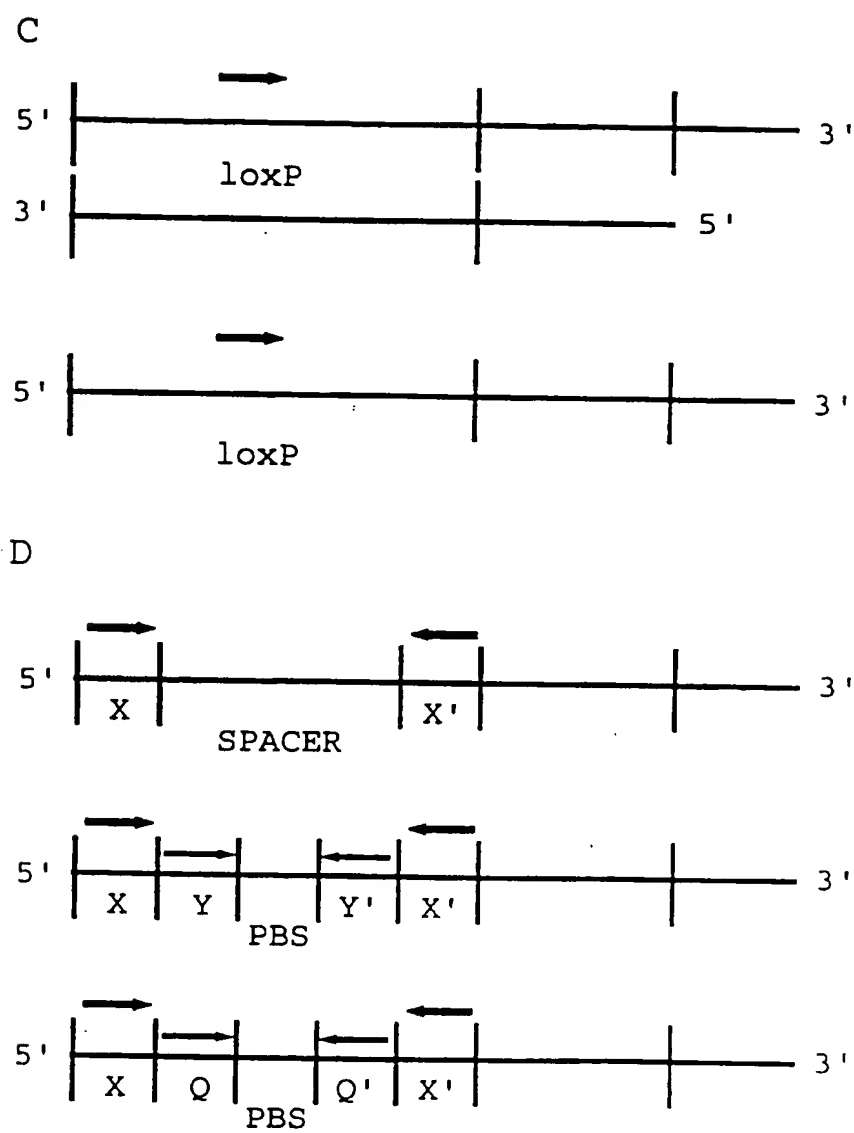 C
5' 3'
loxP
3' 5'
5' 3'
loxP
D
5' 3'
X X'
SPACER
5' 3'
X Y Y' X'
PBS
5' 3'
X Q Q' X'
PBS